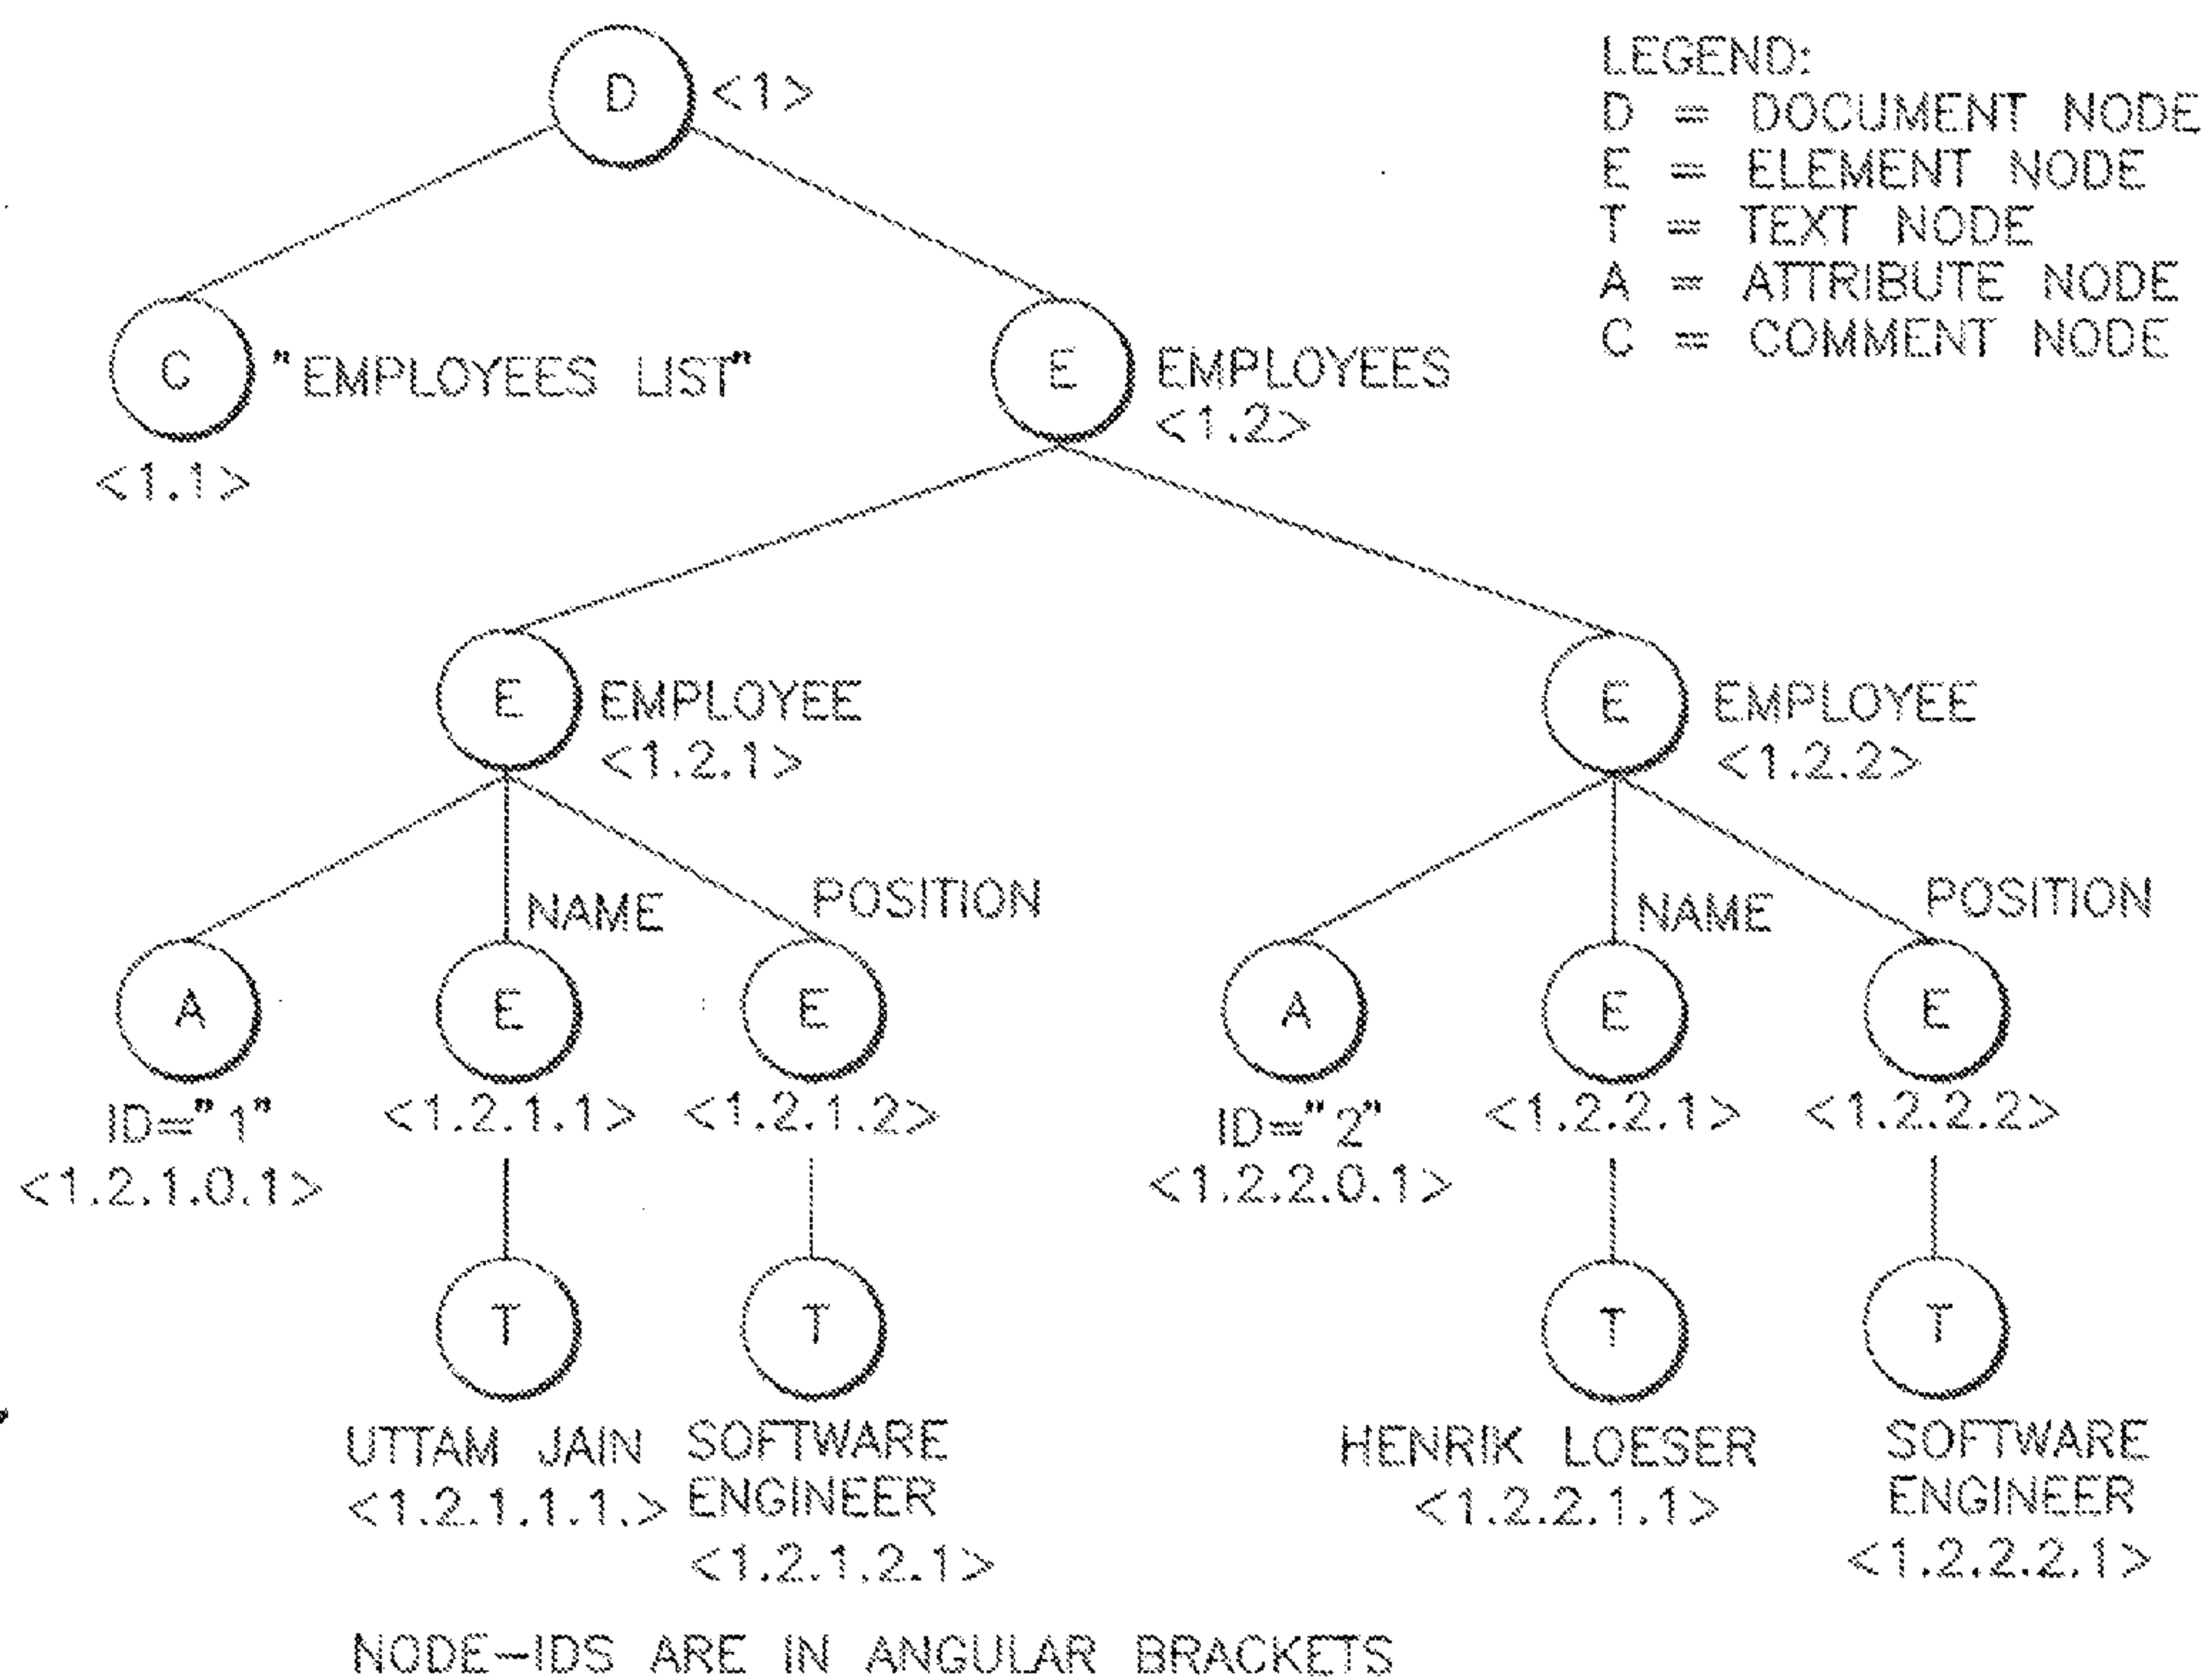 D <1>
LEGEND:
D = DOCUMENT NODE
E = ELEMENT NODE
T = TEXT NODE
A = ATTRIBUTE NODE
C = COMMENT NODE
C "EMPLOYEES LIST"
<1.1>
E EMPLOYEES
<1.2>
E EMPLOYEE
<1.2.1>
E EMPLOYEE
<1.2.2>
NAME
POSITION
NAME
POSITION
A
E
E
A
E
E
ID="1"
<1.2.1.0.1>
<1.2.1.1>
<1.2.1.2>
ID="2"
<1.2.2.0.1>
<1.2.2.1>
<1.2.2.2>
T
T
T
T
UTTAM JAIN
<1.2.1.1.1.>
SOFTWARE
ENGINEER
<1.2.1.2.1>
HENRIK LOESER
<1.2.2.1.1>
SOFTWARE
ENGINEER
<1.2.2.2.1>
NODE-IDS ARE IN ANGULAR BRACKETS